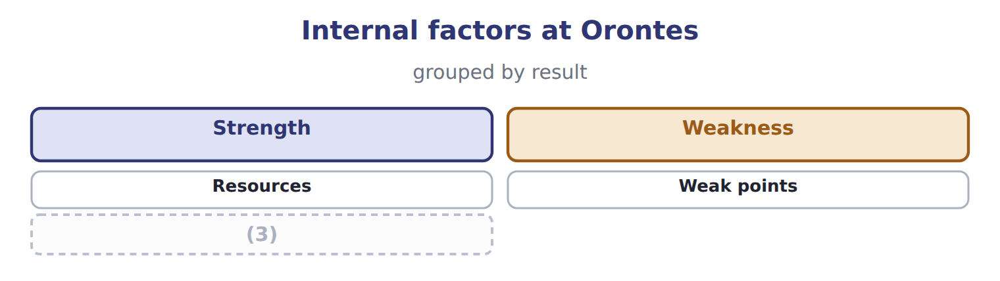 Internal factors at Orontes
grouped by result
Strength
Weakness
Resources
Weak points
(3)